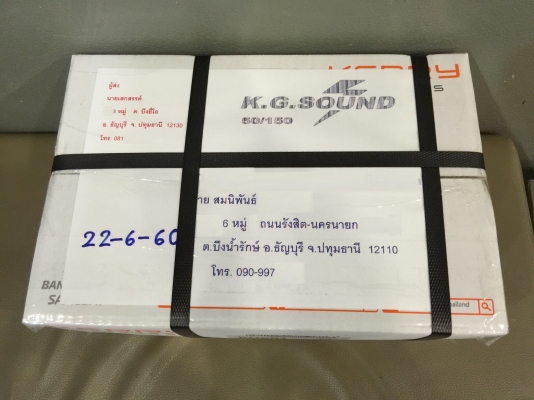 ผู้ส่ง
นายเสกสรรค์
3 หมู่ ต. บึงยี่โถ
อ. ธัญบุรี จ. ปทุมธานี 12130
โทร 081
K.G.SOUND
50/150
าย สมนิพันธ์
6 หมู่ ถนนรังสิต-นครนายก
22-6-60
ต.บึงน้ำรักษ์ อ.ธัญบุรี จ.ปทุมธานี 12110
โทร. 090-997
BAN